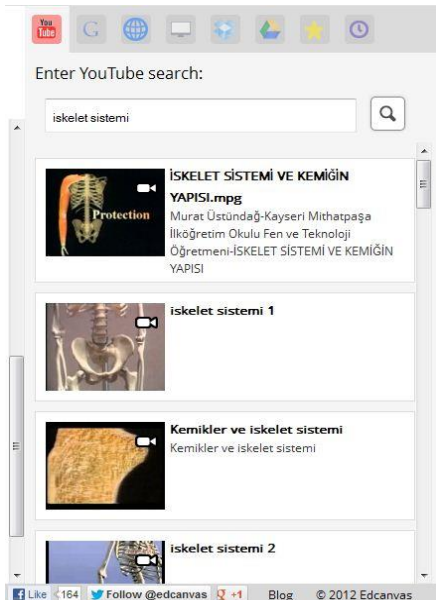 You
Tube
G
Enter YouTube search:
iskelet sistemi
Protection
İSKELET SİSTEMİ VE KEMİĞİN
YAPISI.mpg
Murat Üstündağ-Kayseri Mithatpaşa
İlköğretim Okulu Fen ve Teknoloji
Öğretmeni-İSKELET SİSTEMİ VE KEMİĞİN
YAPISI
iskelet sistemi 1
Kemikler ve iskelet sistemi
Kemikler ve iskelet sistemi
iskelet sistemi 2
Like 164 Follow @edcanvas +1 Blog © 2012 Edcanvas